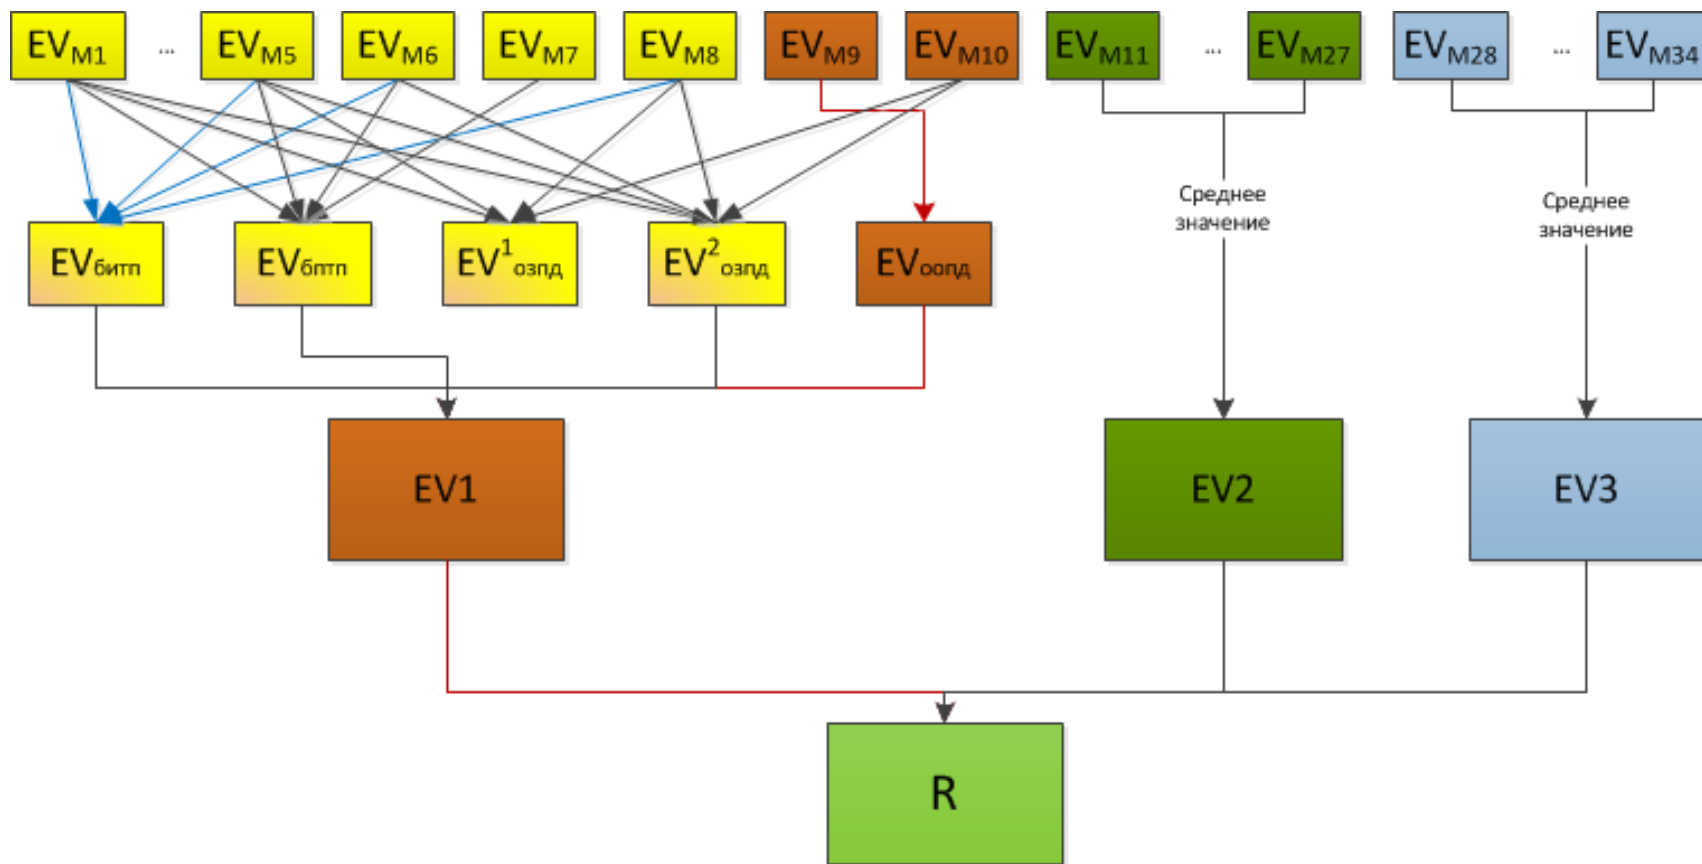 EVM1 ... EVM5 EVM6 EVM7 EVM8 EVM9 EVM10 EVM11 ... EVM27 EVM28 ... EVM34
Среднее
значение
Среднее
значение
EVбитп EVбптп EV¹озпд EV²озпд EVоопд
EV1 EV2 EV3
R